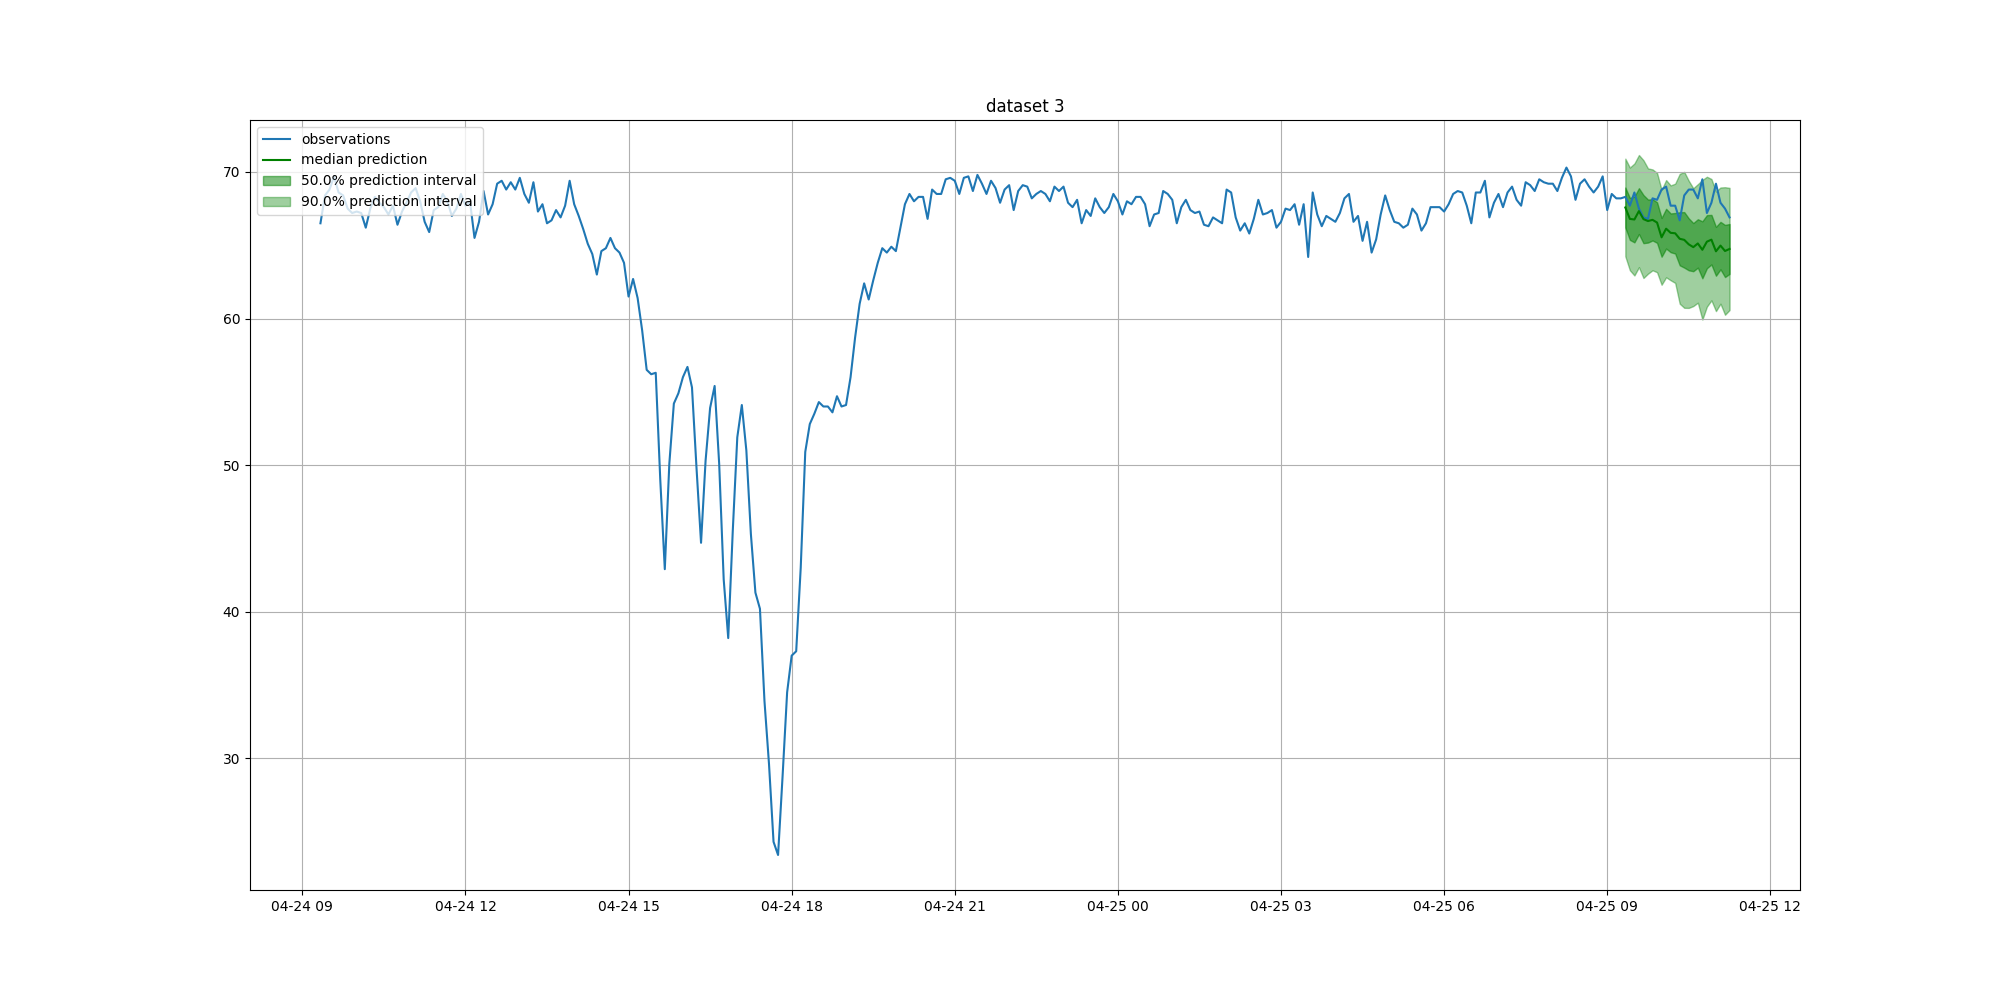 dataset 3
observations
median prediction
50.0% prediction interval
90.0% prediction interval
70
60
50
40
30
04-24 09 04-24 12 04-24 15 04-24 18 04-24 21 04-25 00 04-25 03 04-25 06 04-25 09 04-25 12